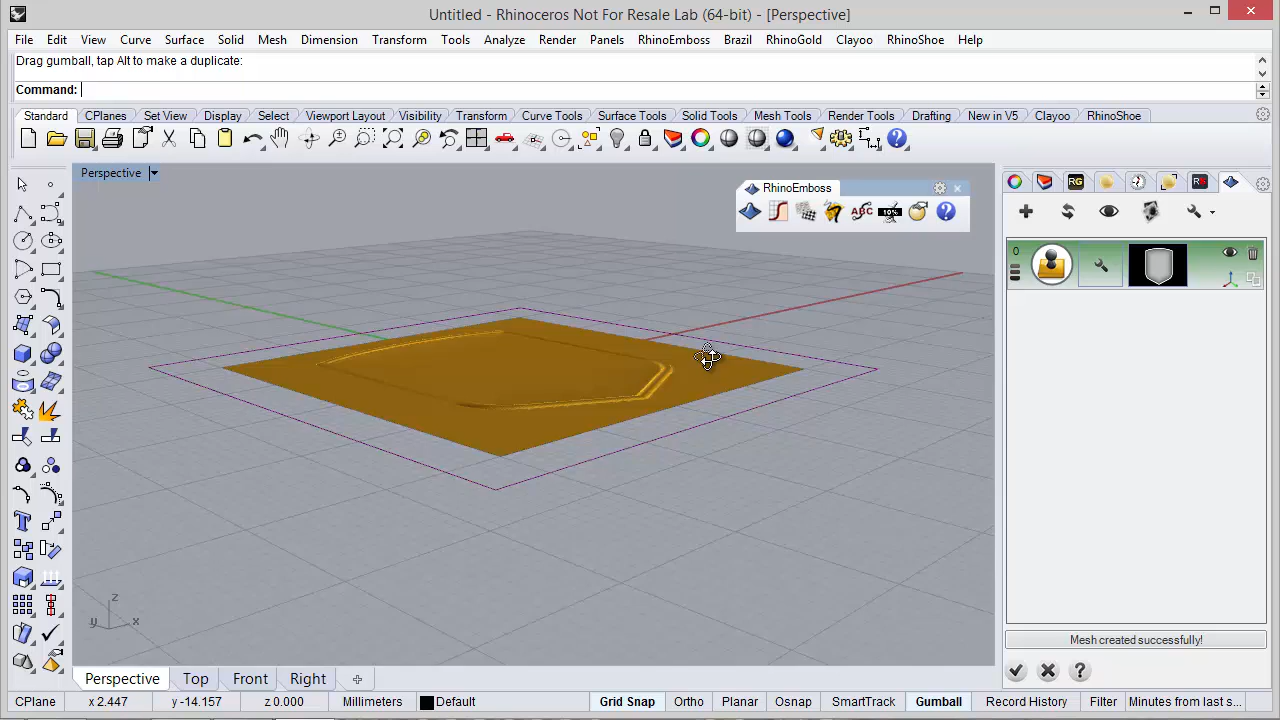 Untitled - Rhinoceros Not For Resale Lab (64-bit) - [Perspective]
File Edit View Curve Surface Solid Mesh Dimension Transform Tools Analyze Render Panels RhinoEmboss Brazil RhinoGold Clayoo RhinoShoe Help
Drag gumball, tap Alt to make a duplicate:
Command:
Standard CPlanes Set View Display Select Viewport Layout Visibility Transform Curve Tools Surface Tools Solid Tools Mesh Tools Render Tools Drafting New in V5 Clayoo RhinoShoe
Perspective
RhinoEmboss
RG
ABC
10%
0
z
y x
Mesh created successfully!
Perspective Top Front Right
CPlane x 2.447 y -14.157 z 0.000 Millimeters Default Grid Snap Ortho Planar Osnap SmartTrack Gumball Record History Filter Minutes from last s...